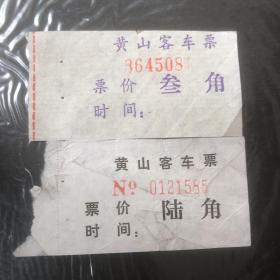 黄山客车票
364508
票价 叁角
时间：
黄山客车票
№ 0121585
票价 陆角
时间：